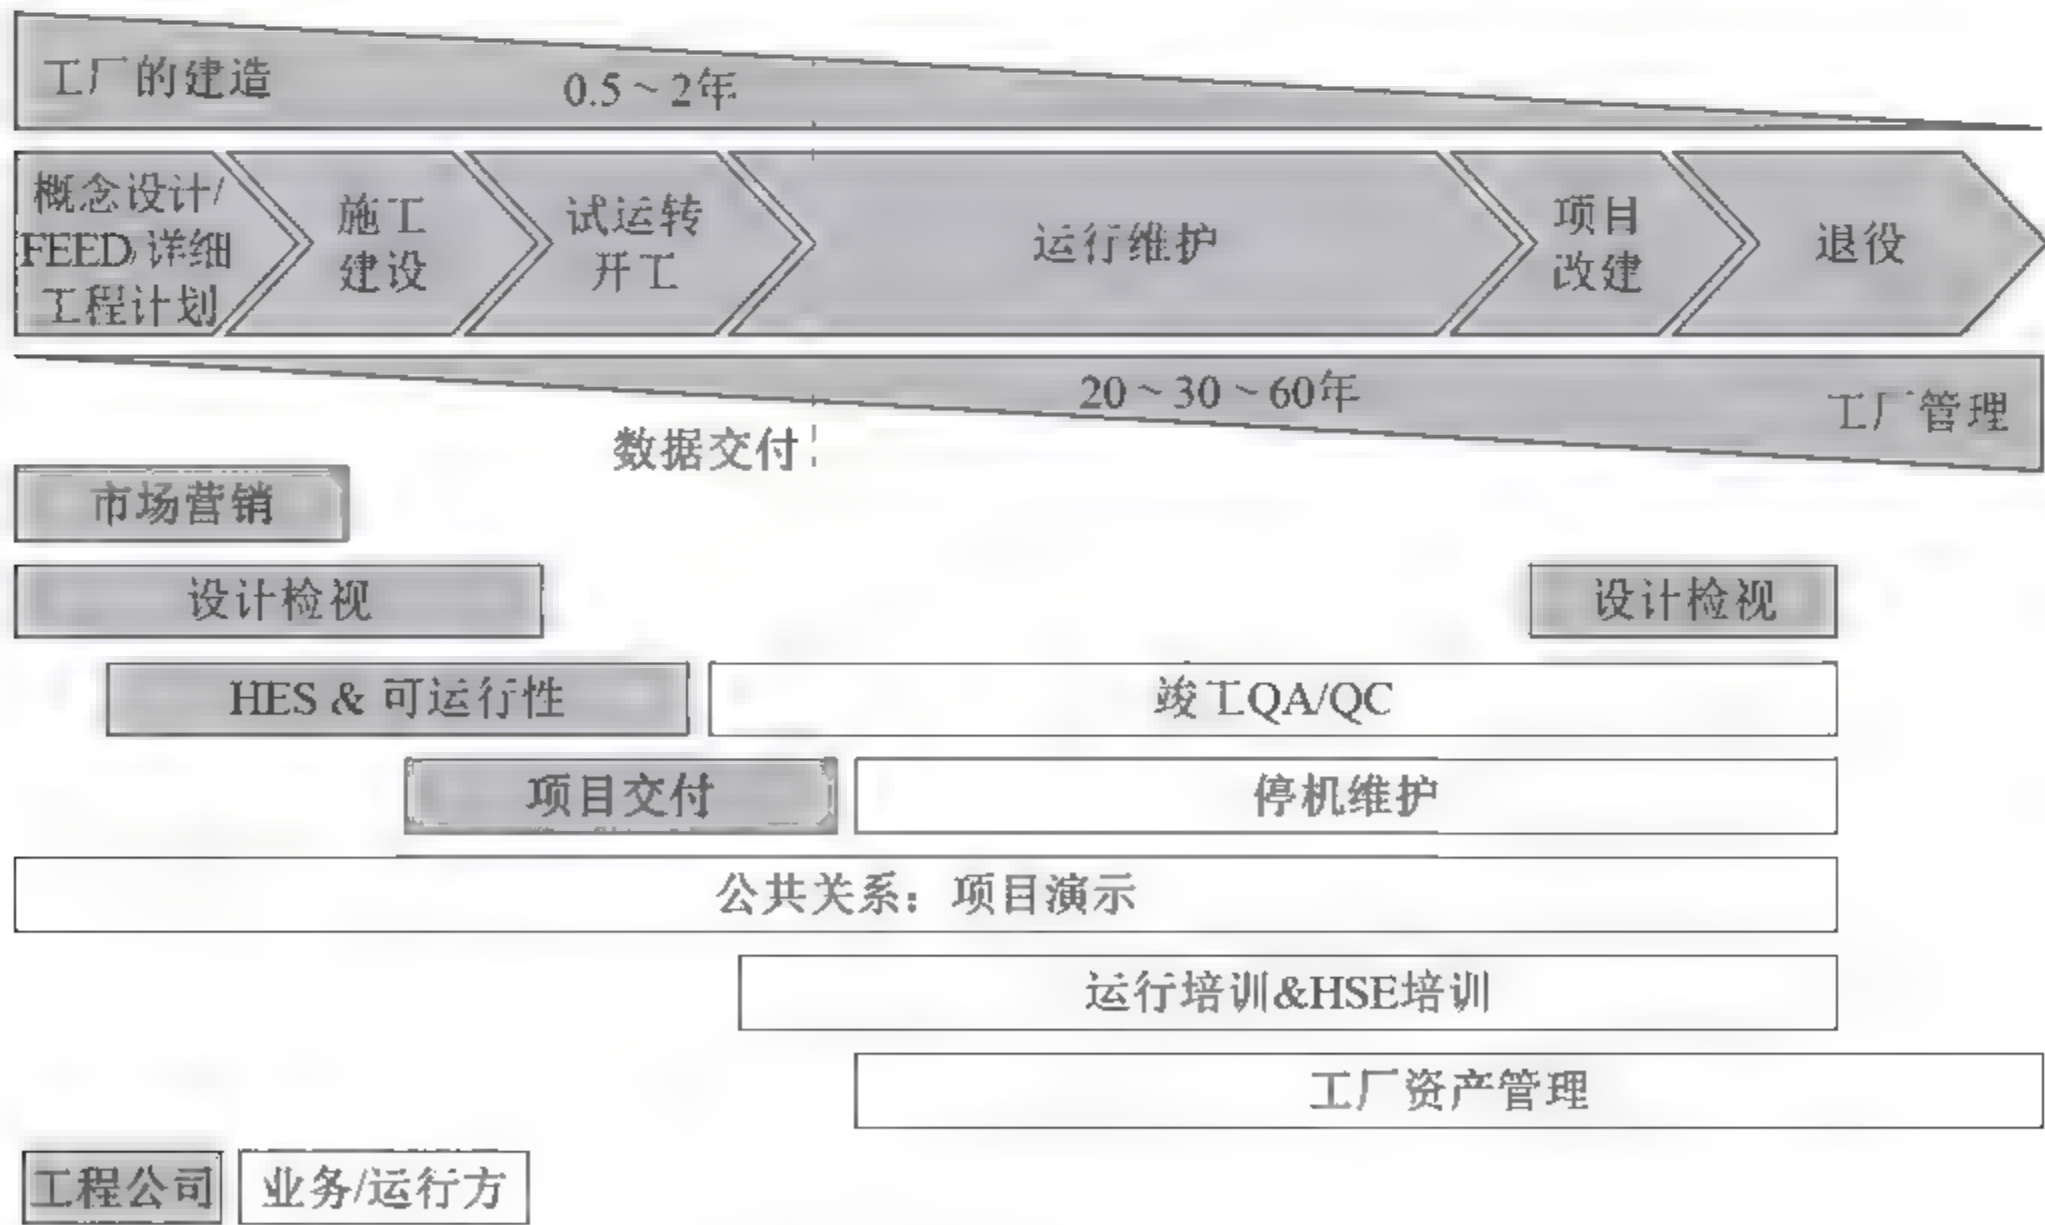 工厂的建造
0.5~2年
概念设计/
FEED/详细
工程计划
施工
建设
试运转
开工
运行维护
项目
改建
退役
20~30~60年
工厂管理
数据交付
市场营销
设计检视
设计检视
HES & 可运行性
竣工QA/QC
项目交付
停机维护
公共关系：项目演示
运行培训&HSE培训
工厂资产管理
工程公司
业务/运行方